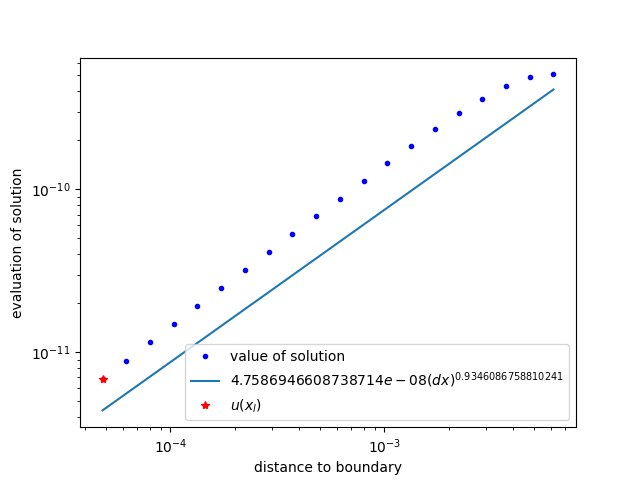 evaluation of solution
10⁻¹⁰
10⁻¹¹
value of solution
4.7586946608738714e − 08(dx)^0.9346086758810241
u(x_l)
10⁻⁴
10⁻³
distance to boundary